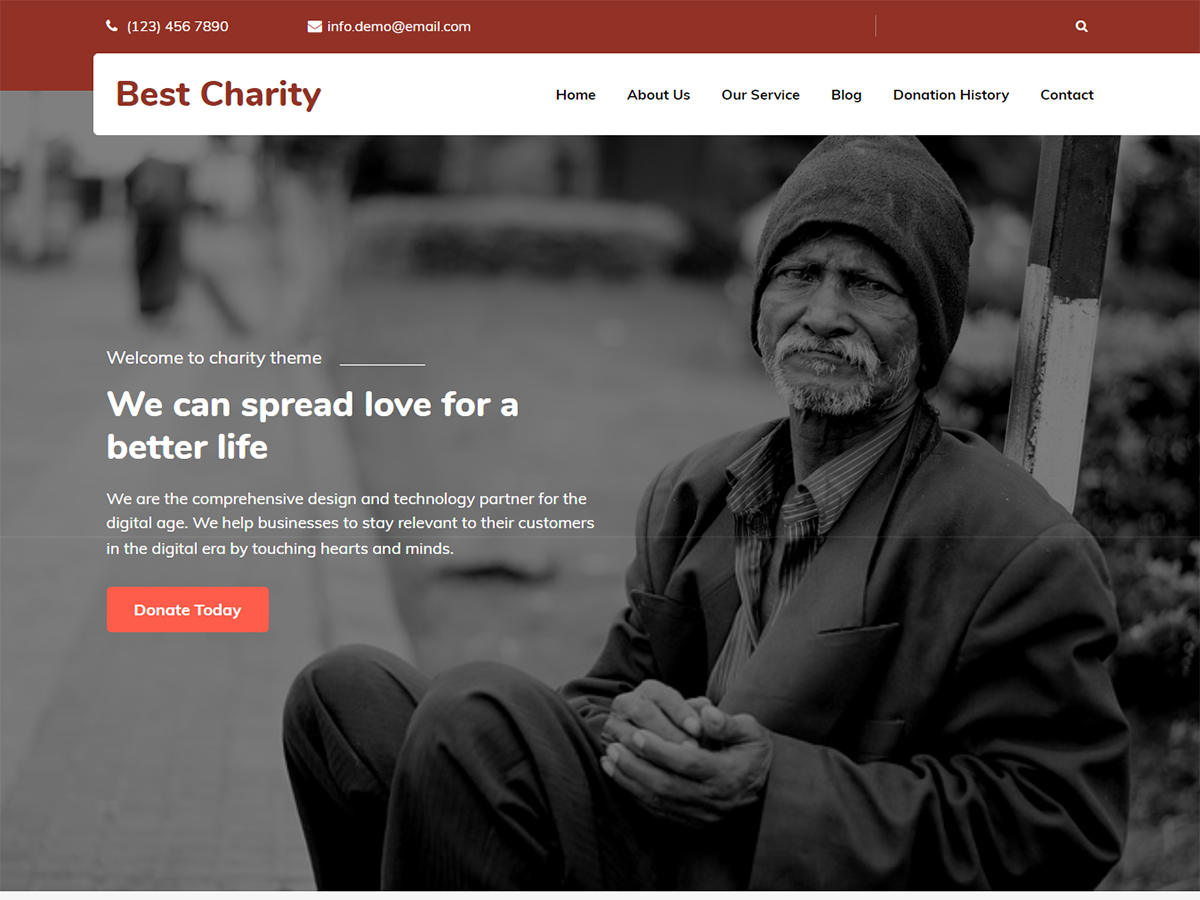 (123) 456 7890 info.demo@email.com
Best Charity
Home About Us Our Service Blog Donation History Contact
Welcome to charity theme
We can spread love for a
better life
We are the comprehensive design and technology partner for the
digital age. We help businesses to stay relevant to their customers
in the digital era by touching hearts and minds.
Donate Today